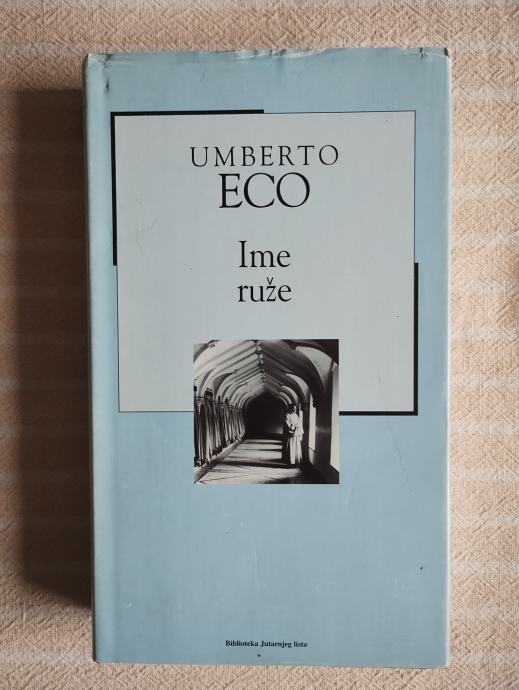 UMBERTO
ECO
Ime
ruže
Biblioteka Jutarnjeg lista